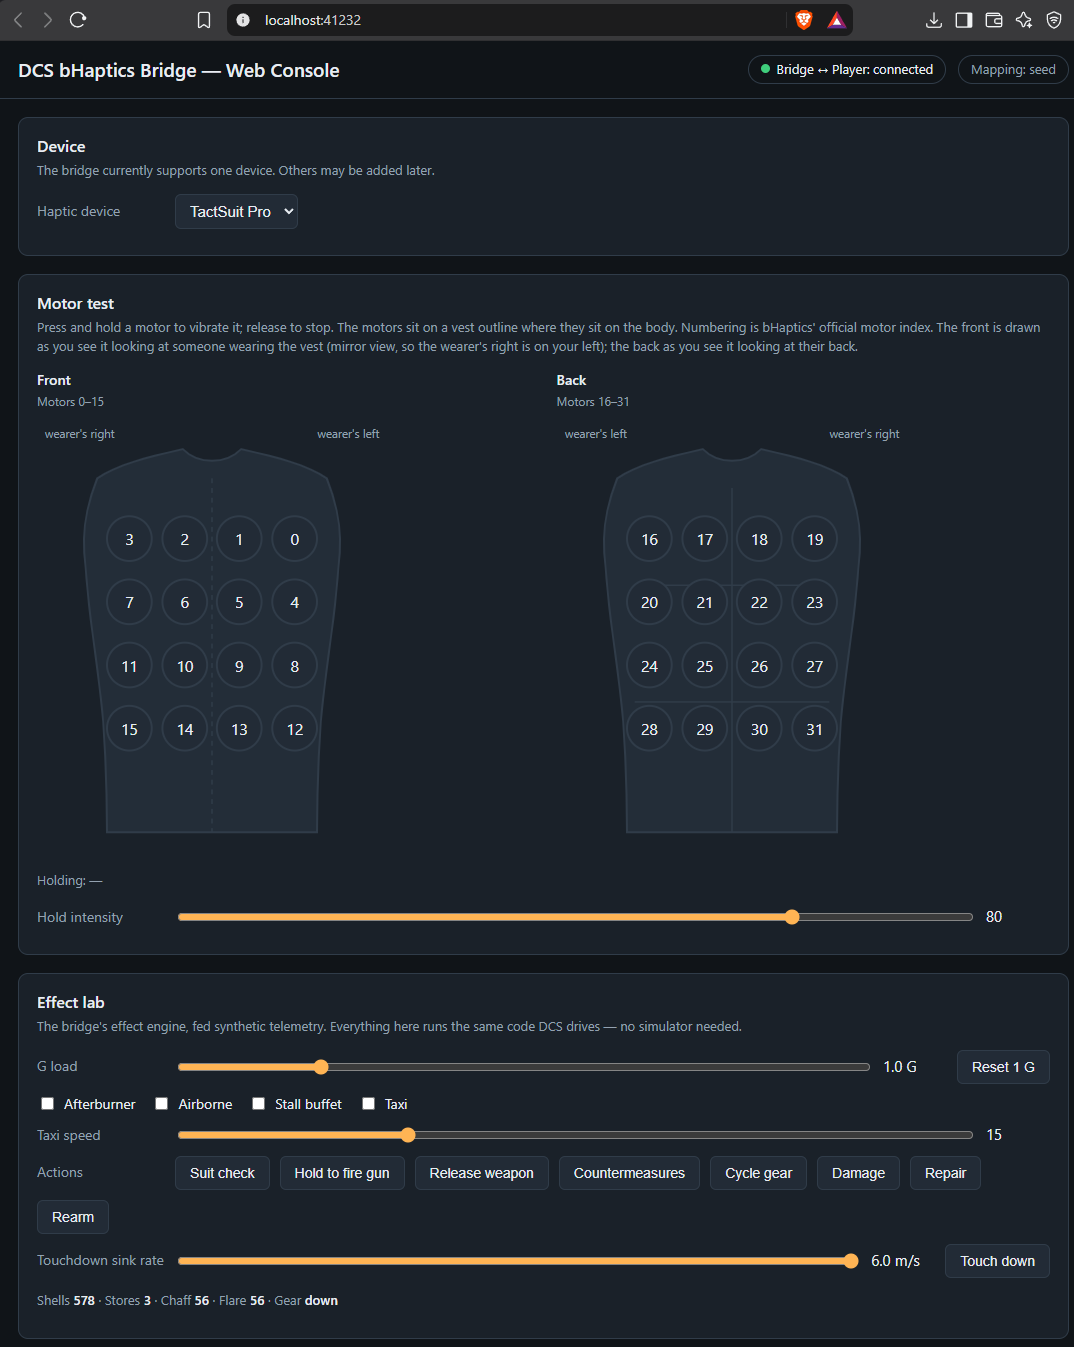 localhost:41232
DCS bHaptics Bridge — Web Console
Bridge ↔ Player: connected
Mapping: seed
Device
The bridge currently supports one device. Others may be added later.
Haptic device
TactSuit Pro
Motor test
Press and hold a motor to vibrate it; release to stop. The motors sit on a vest outline where they sit on the body. Numbering is bHaptics' official motor index. The front is drawn
as you see it looking at someone wearing the vest (mirror view, so the wearer's right is on your left); the back as you see it looking at their back.
Front
Motors 0–15
wearer's right wearer's left
3 2 1 0
7 6 5 4
11 10 9 8
15 14 13 12
Back
Motors 16–31
wearer's left wearer's right
16 17 18 19
20 21 22 23
24 25 26 27
28 29 30 31
Holding: —
Hold intensity 80
Effect lab
The bridge's effect engine, fed synthetic telemetry. Everything here runs the same code DCS drives — no simulator needed.
G load 1.0 G Reset 1 G
Afterburner Airborne Stall buffet Taxi
Taxi speed 15
Actions Suit check Hold to fire gun Release weapon Countermeasures Cycle gear Damage Repair
Rearm
Touchdown sink rate 6.0 m/s Touch down
Shells 578 · Stores 3 · Chaff 56 · Flare 56 · Gear down